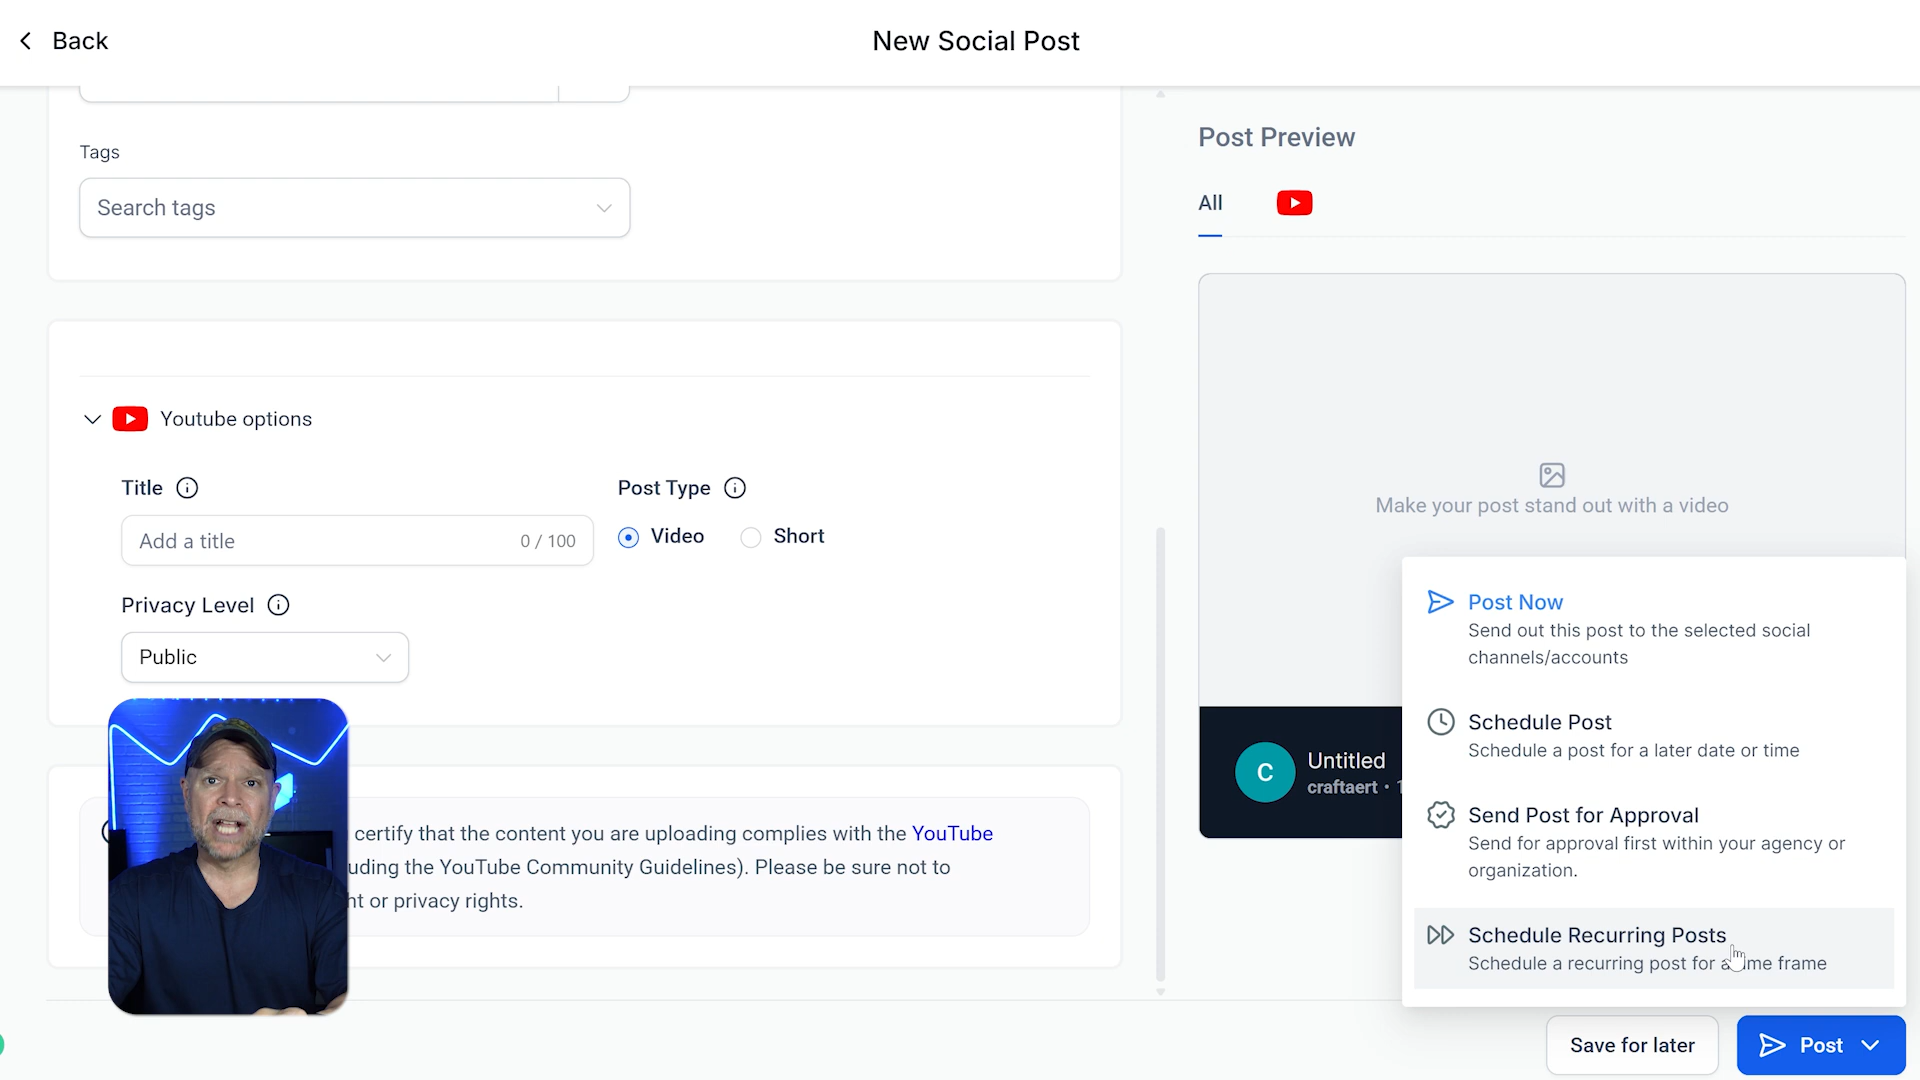 Back
New Social Post
Tags
Search tags
Youtube options
Title
Post Type
Add a title
0 / 100
Video
Short
Privacy Level
Public
certify that the content you are uploading complies with the YouTube
uding the YouTube Community Guidelines). Please be sure not to
ht or privacy rights.
Post Preview
All
Make your post stand out with a video
C
Untitled
craftaert •
Post Now
Send out this post to the selected social
channels/accounts
Schedule Post
Schedule a post for a later date or time
Send Post for Approval
Send for approval first within your agency or
organization.
Schedule Recurring Posts
Schedule a recurring post for a time frame
Save for later
Post